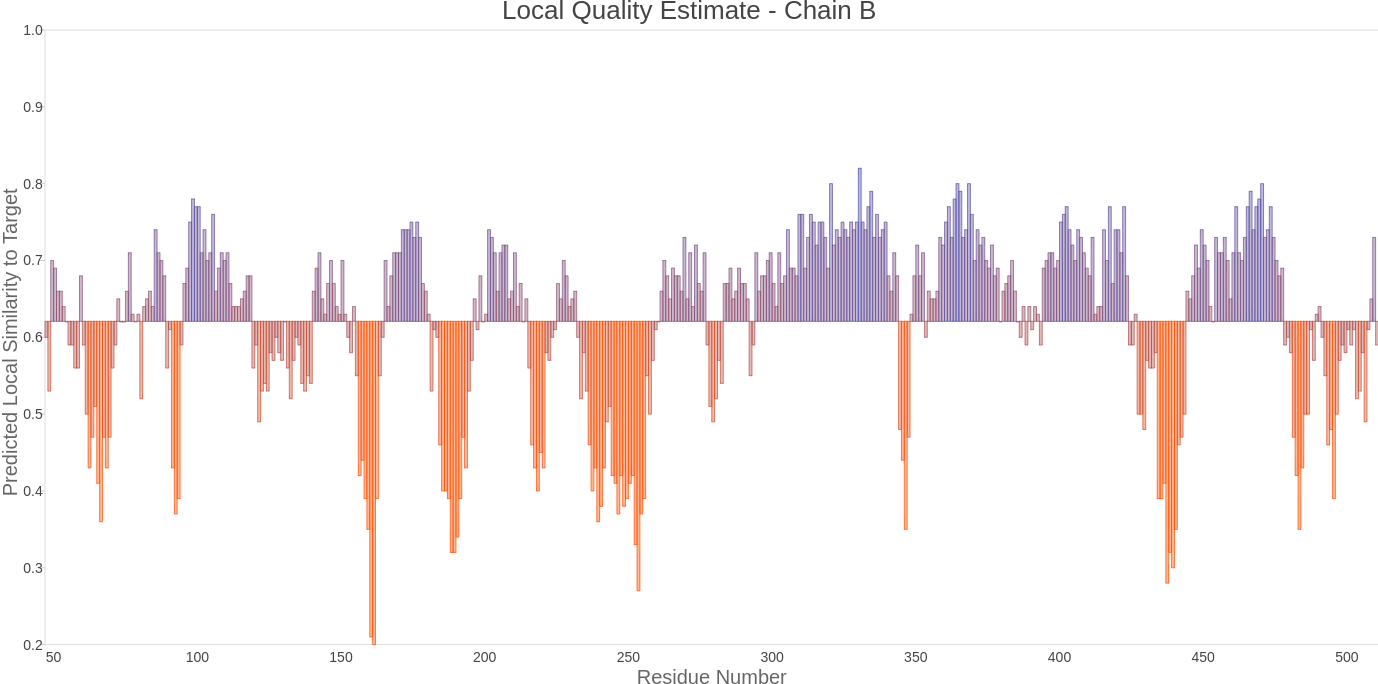 Local Quality Estimate - Chain B
1.0
0.9
0.8
0.7
0.6
0.5
0.4
0.3
0.2
Predicted Local Similarity to Target
50 100 150 200 250 300 350 400 450 500
Residue Number